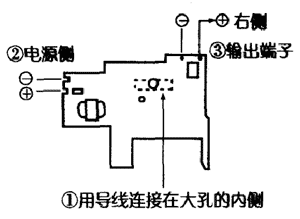 ⊖
⊕ 右侧
②电源侧
③输出端子
⊖
⊕
①用导线连接在大孔的内侧